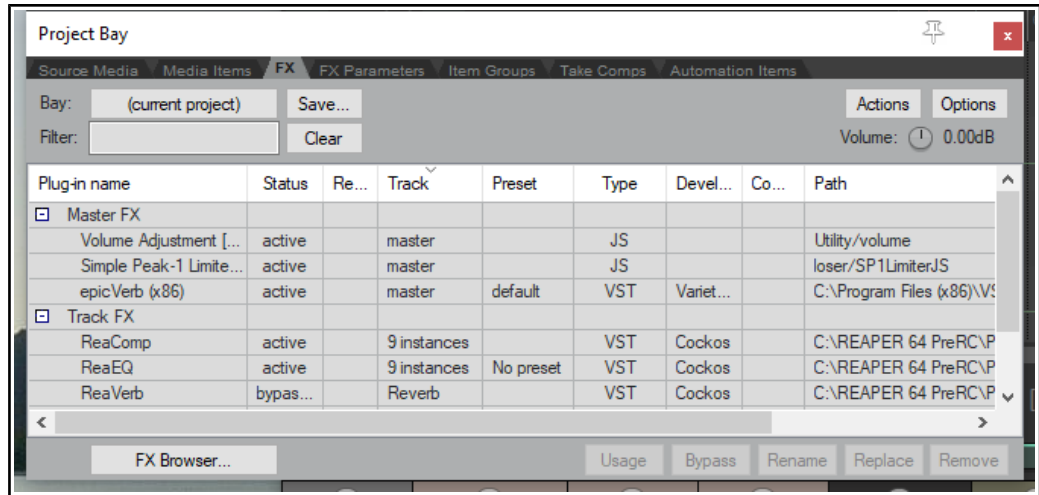 Project Bay
x
Source Media Media Items FX FX Parameters Item Groups Take Comps Automation Items
Bay: (current project) Save... Actions Options
Filter: Clear Volume: 0.00dB
Plug-in name Status Re... Track Preset Type Devel... Co... Path
Master FX
Volume Adjustment [... active master JS Utility/volume
Simple Peak-1 Limite... active master JS loser/SP1LimiterJS
epicVerb (x86) active master default VST Variet... C:\Program Files (x86)\VS
Track FX
ReaComp active 9 instances VST Cockos C:\REAPER 64 PreRC\P
ReaEQ active 9 instances No preset VST Cockos C:\REAPER 64 PreRC\P
ReaVerb bypas... Reverb VST Cockos C:\REAPER 64 PreRC\P
FX Browser... Usage Bypass Rename Replace Remove